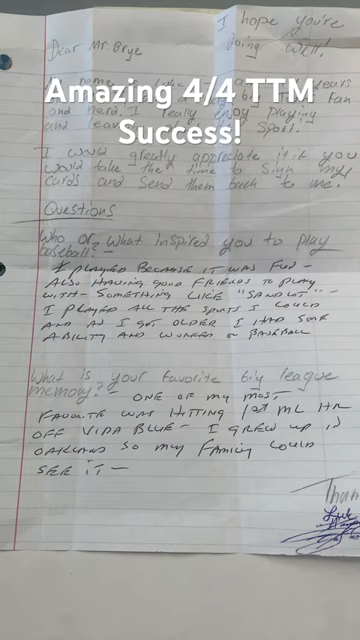 I hope you're
doing well!
Dear Mr. Brye
Amazing 4/4 TTM
Success!
name years
fan
and nerd. I really enjoy playing
and sport.
I would greatly appreciate it if you
would take the time to sign my
cards and send them back to me.
Questions
Who or what inspired you to play
baseball?
I PLAYED BECAUSE IT WAS FUN –
ALSO HAVING GOOD FRIENDS TO PLAY
WITH – SOMETHING LIKE "SANDLOT"
I PLAYED ALL THE SPORTS I COULD
AND AS I GOT OLDER I HAD SOME
ABILITY AND WORKED @ BASEBALL
What is your favorite big league
memory? – ONE OF MY MOST
FAVORITE WAS HITTING 1st ML HR
OFF VIDA BLUE – I GREW UP IN
OAKLAND SO MY FAMILY COULD
SEE IT –
Than